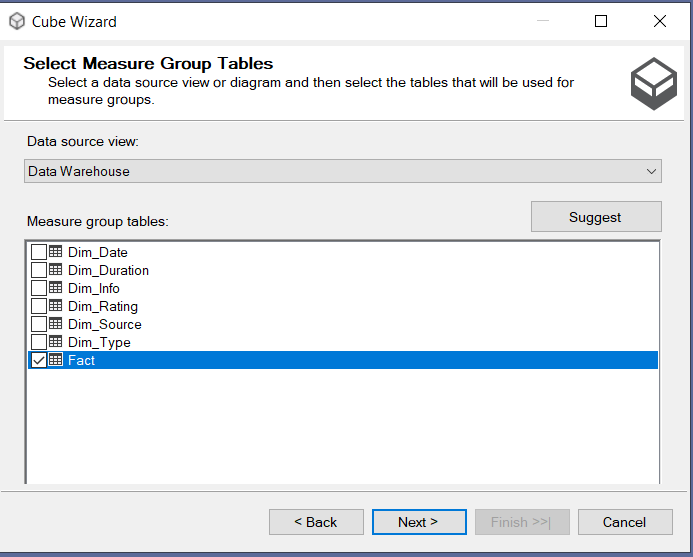 Cube Wizard
Select Measure Group Tables
Select a data source view or diagram and then select the tables that will be used for
measure groups.
Data source view:
Data Warehouse
Measure group tables:
Suggest
Dim_Date
Dim_Duration
Dim_Info
Dim_Rating
Dim_Source
Dim_Type
Fact
< Back
Next >
Finish >>|
Cancel